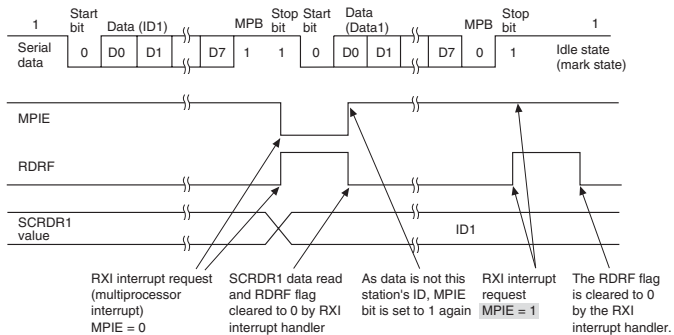 1 Start bit Data (ID1) MPB Stop bit Start bit Data (Data1) MPB Stop bit 1
Serial data 0 D0 D1 D7 1 1 0 D0 D1 D7 0 1 Idle state (mark state)
MPIE
RDRF
SCRDR1 value
ID1
RXI interrupt request
(multiprocessor
interrupt)
MPIE = 0
SCRDR1 data read
and RDRF flag
cleared to 0 by RXI
interrupt handler
As data is not this
station's ID, MPIE
bit is set to 1 again
RXI interrupt
request
MPIE = 1
The RDRF flag
is cleared to 0
by the RXI
interrupt handler.